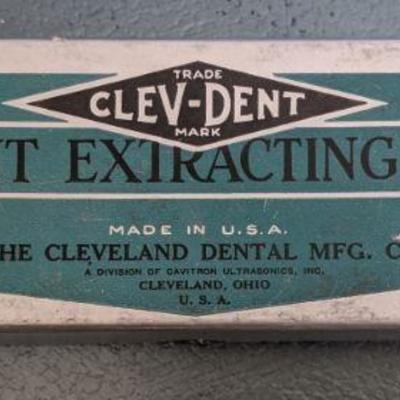 TRADE
CLEV-DENT
MARK
T EXTRACTING
MADE IN U.S.A.
HE CLEVELAND DENTAL MFG. C
A DIVISION OF CAVITRON ULTRASONICS, INC.
CLEVELAND, OHIO
U. S. A.